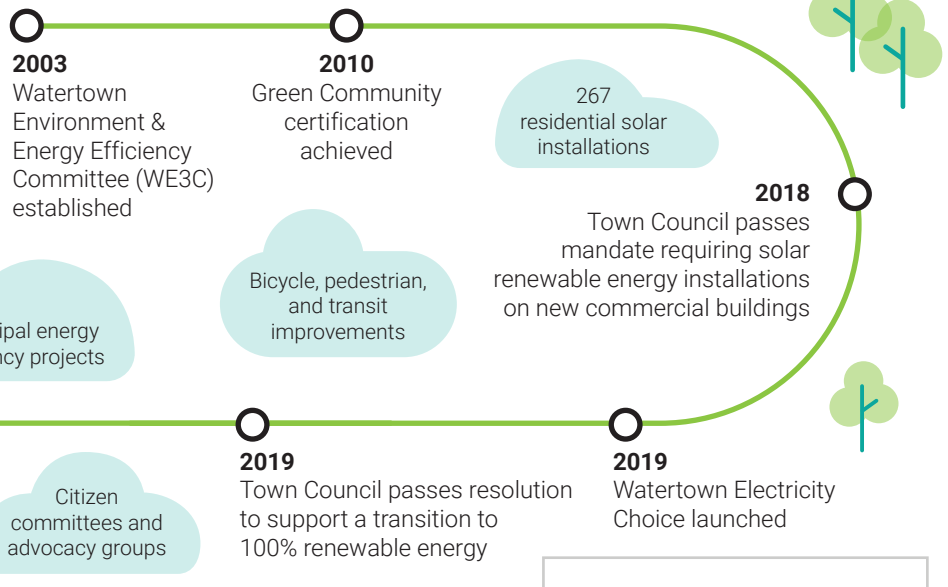 2003
Watertown
Environment &
Energy Efficiency
Committee (WE3C)
established
2010
Green Community
certification
achieved
267
residential solar
installations
2018
Town Council passes
mandate requiring solar
renewable energy installations
on new commercial buildings
Bicycle, pedestrian,
and transit
improvements
energy
projects
2019
Town Council passes resolution
to support a transition to
100% renewable energy
2019
Watertown Electricity
Choice launched
Citizen
committees and
advocacy groups